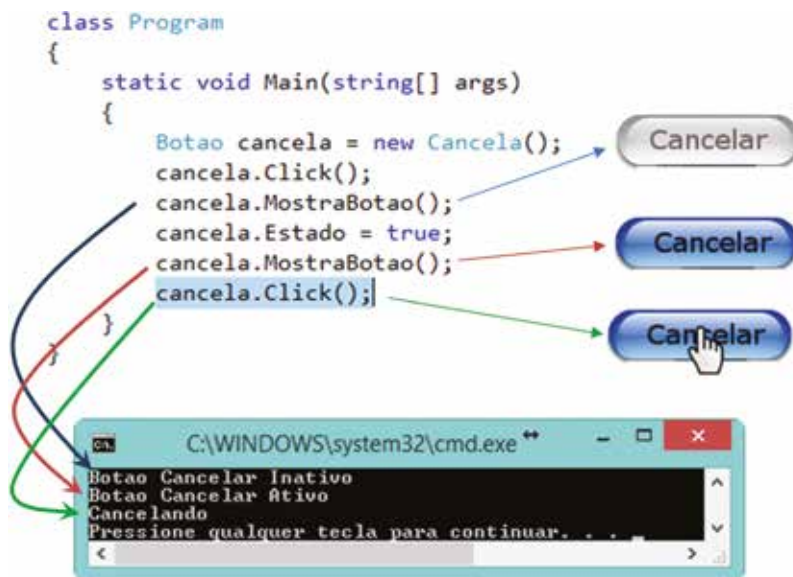 class Program
{
static void Main(string[] args)
{
Botao cancela = new Cancela();
cancela.Click();
cancela.MostraBotao();
cancela.Estado = true;
cancela.MostraBotao();
cancela.Click();
}
}
Cancelar
Cancelar
Cancelar
C:\WINDOWS\system32\cmd.exe
Botao Cancelar Inativo
Botao Cancelar Ativo
Cancelando
Pressione qualquer tecla para continuar. . . _